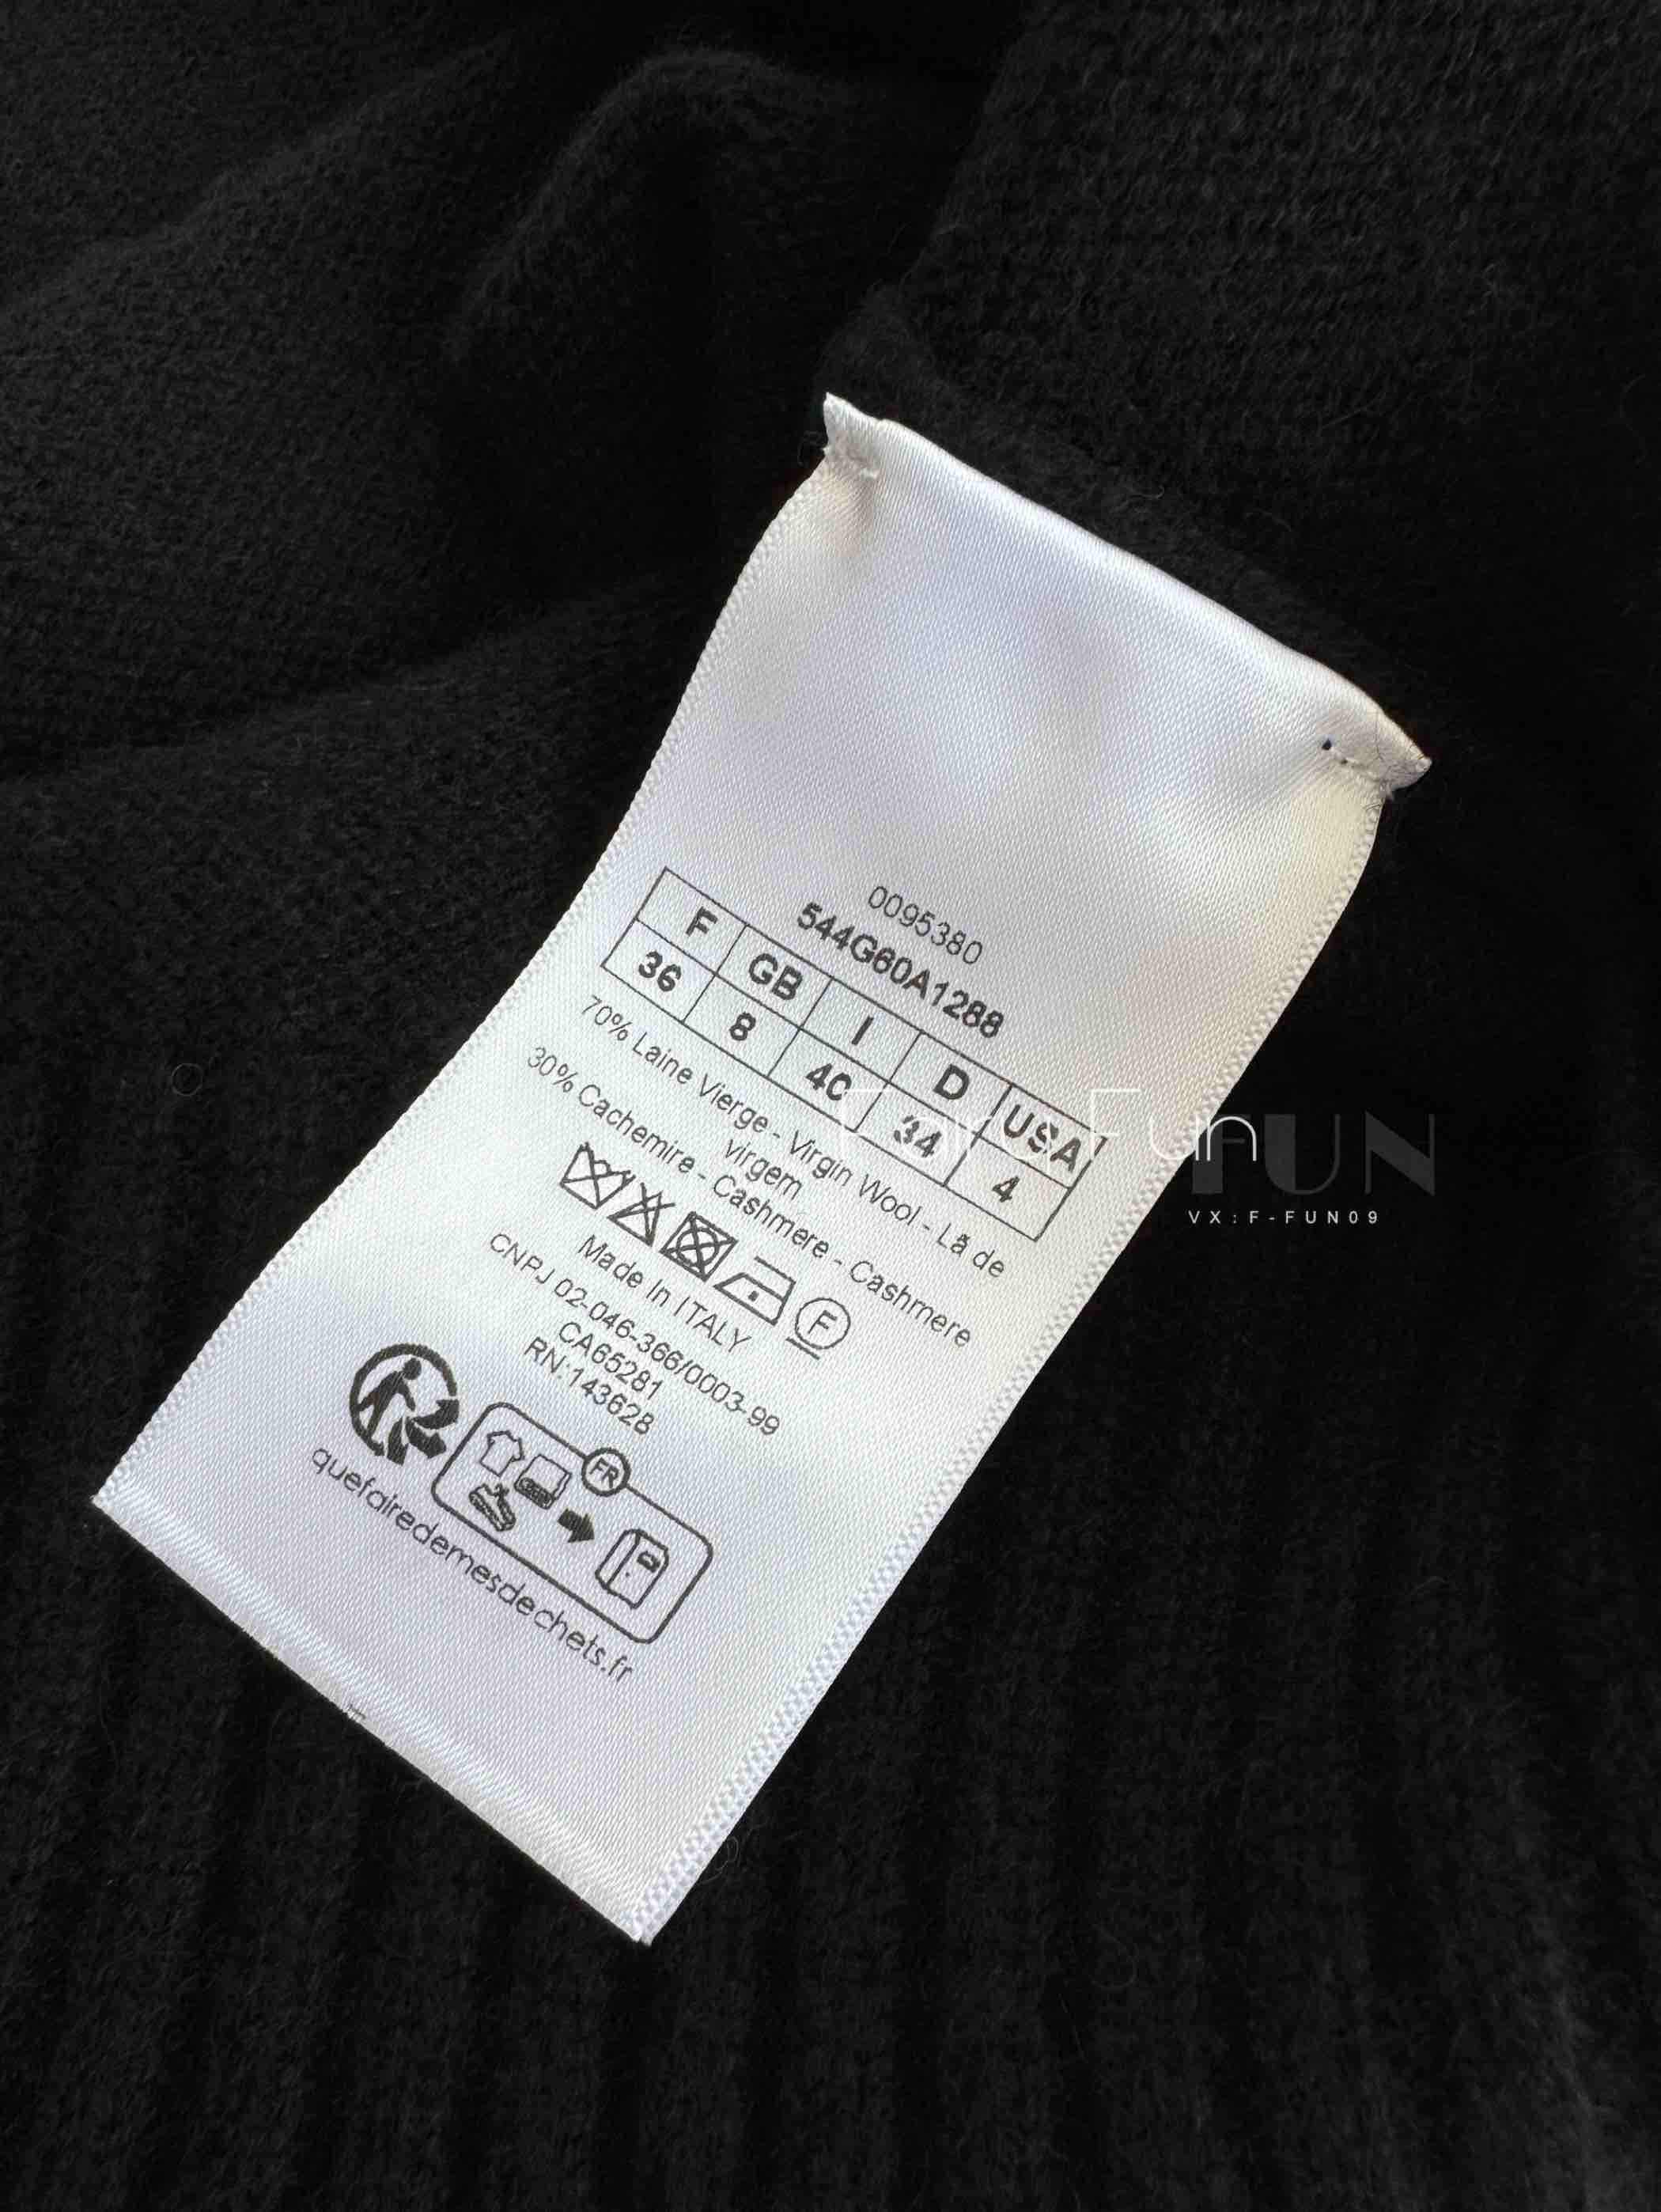 0095380
544G60A1288
F GB I D USA
36 8 40 34 4
70% Laine Vierge - Virgin Wool - Lã de
virgem
30% Cachemire - Cashmere - Cashmere
F
Made In ITALY
CNPJ 02-046-366/0003-99
CA65281
RN:143628
FR
quefairedemesdechets.fr
Fun
FUN
VX:F-FUN09